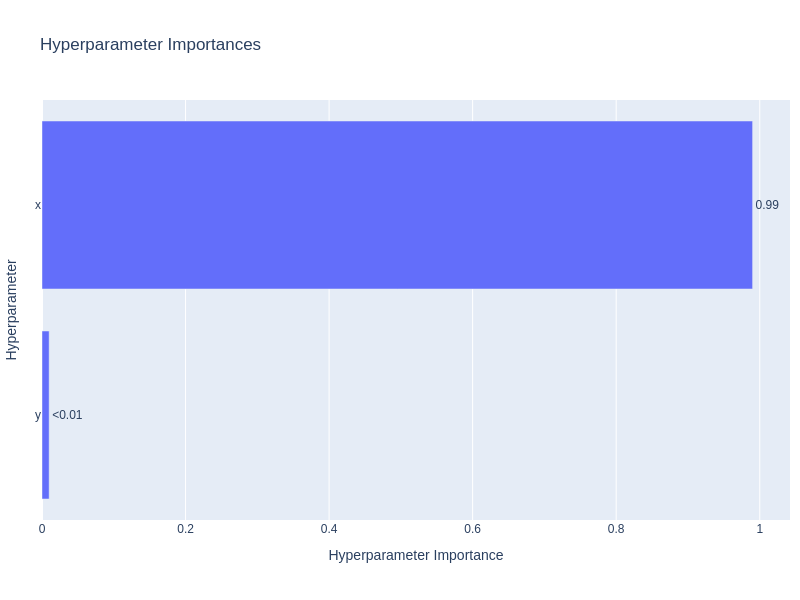 Hyperparameter Importances
Hyperparameter
x
0.99
y
<0.01
0
0.2
0.4
0.6
0.8
1
Hyperparameter Importance